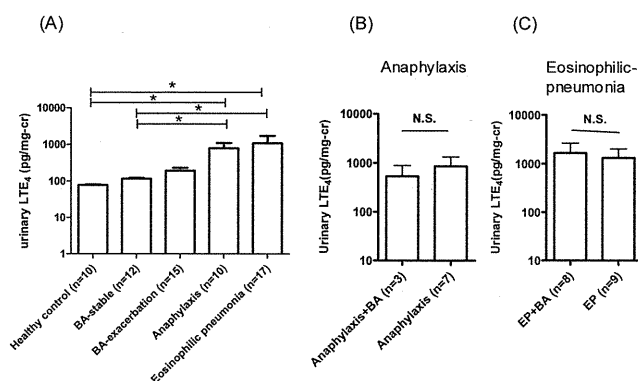 (A)
urinary LTE4 (pg/mg-cr)
10000
1000
100
10
1
*
*
*
*
Healthy control (n=10)
BA-stable (n=12)
BA-exacerbation (n=15)
Anaphylaxis (n=10)
Eosinophilic pneumonia (n=17)
(B)
Anaphylaxis
Urinary LTE4(pg/mg-cr)
10000
1000
100
10
N.S.
Anaphylaxis+BA (n=3)
Anaphylaxis (n=7)
(C)
Eosinophilic-
pneumonia
Urinary LTE4(pg/mg-cr)
10000
1000
100
10
N.S.
EP+BA (n=8)
EP (n=9)